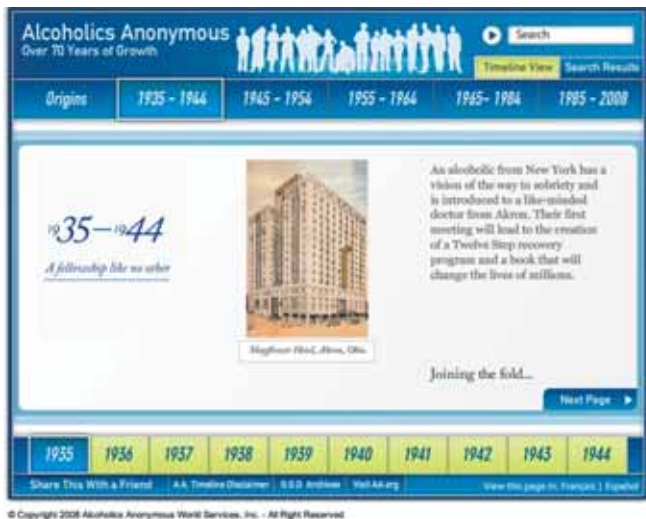 Alcoholics Anonymous
Over 70 Years of Growth
Search
Timeline View
Search Results
Origins
1935 - 1944
1945 - 1954
1955 - 1964
1965- 1984
1985 - 2008
1935–1944
A fellowship like no other
Mayflower Hotel, Akron, Ohio.
An alcoholic from New York has a
vision of the way to sobriety and
is introduced to a like-minded
doctor from Akron. Their first
meeting will lead to the creation
of a Twelve Step recovery
program and a book that will
change the lives of millions.
Joining the fold...
Next Page
1935
1936
1937
1938
1939
1940
1941
1942
1943
1944
Share This With a Friend
A.A. Timeline Disclaimer
G.S.O. Archives
Visit AA.org
View this page in: Français | Español
© Copyright 2008 Alcoholics Anonymous World Services, Inc. - All Right Reserved